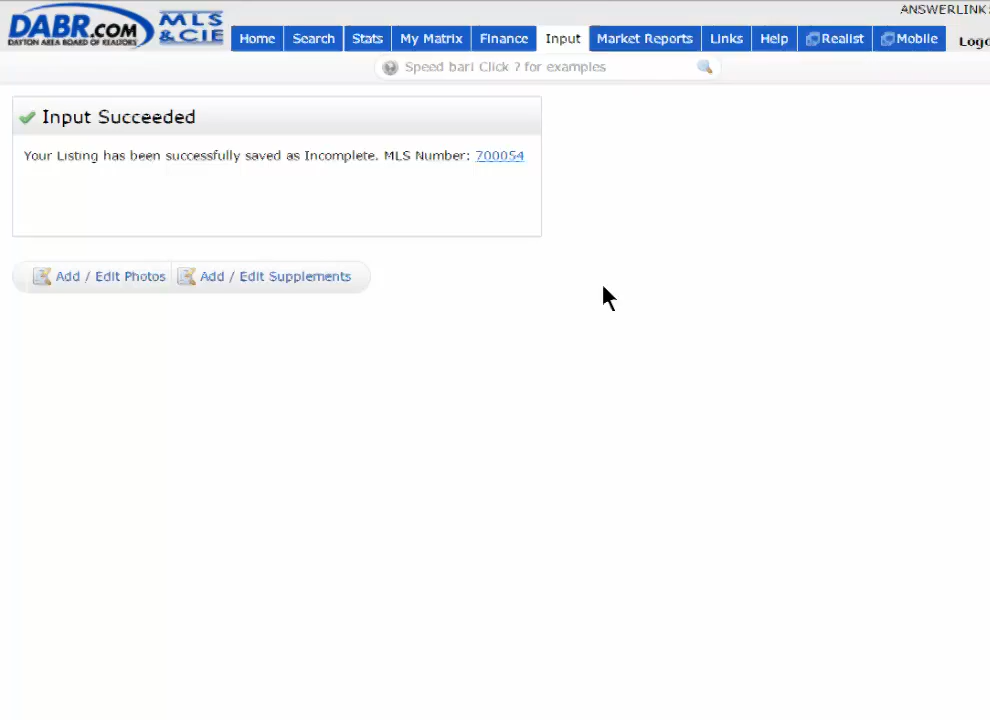 ANSWERLINK
DABR.COM
DAYTON AREA BOARD OF REALTORS
MLS
& CIE
Home Search Stats My Matrix Finance Input Market Reports Links Help Realist Mobile Logo
Speed bar! Click ? for examples
Input Succeeded
Your Listing has been successfully saved as Incomplete. MLS Number: 700054
Add / Edit Photos Add / Edit Supplements